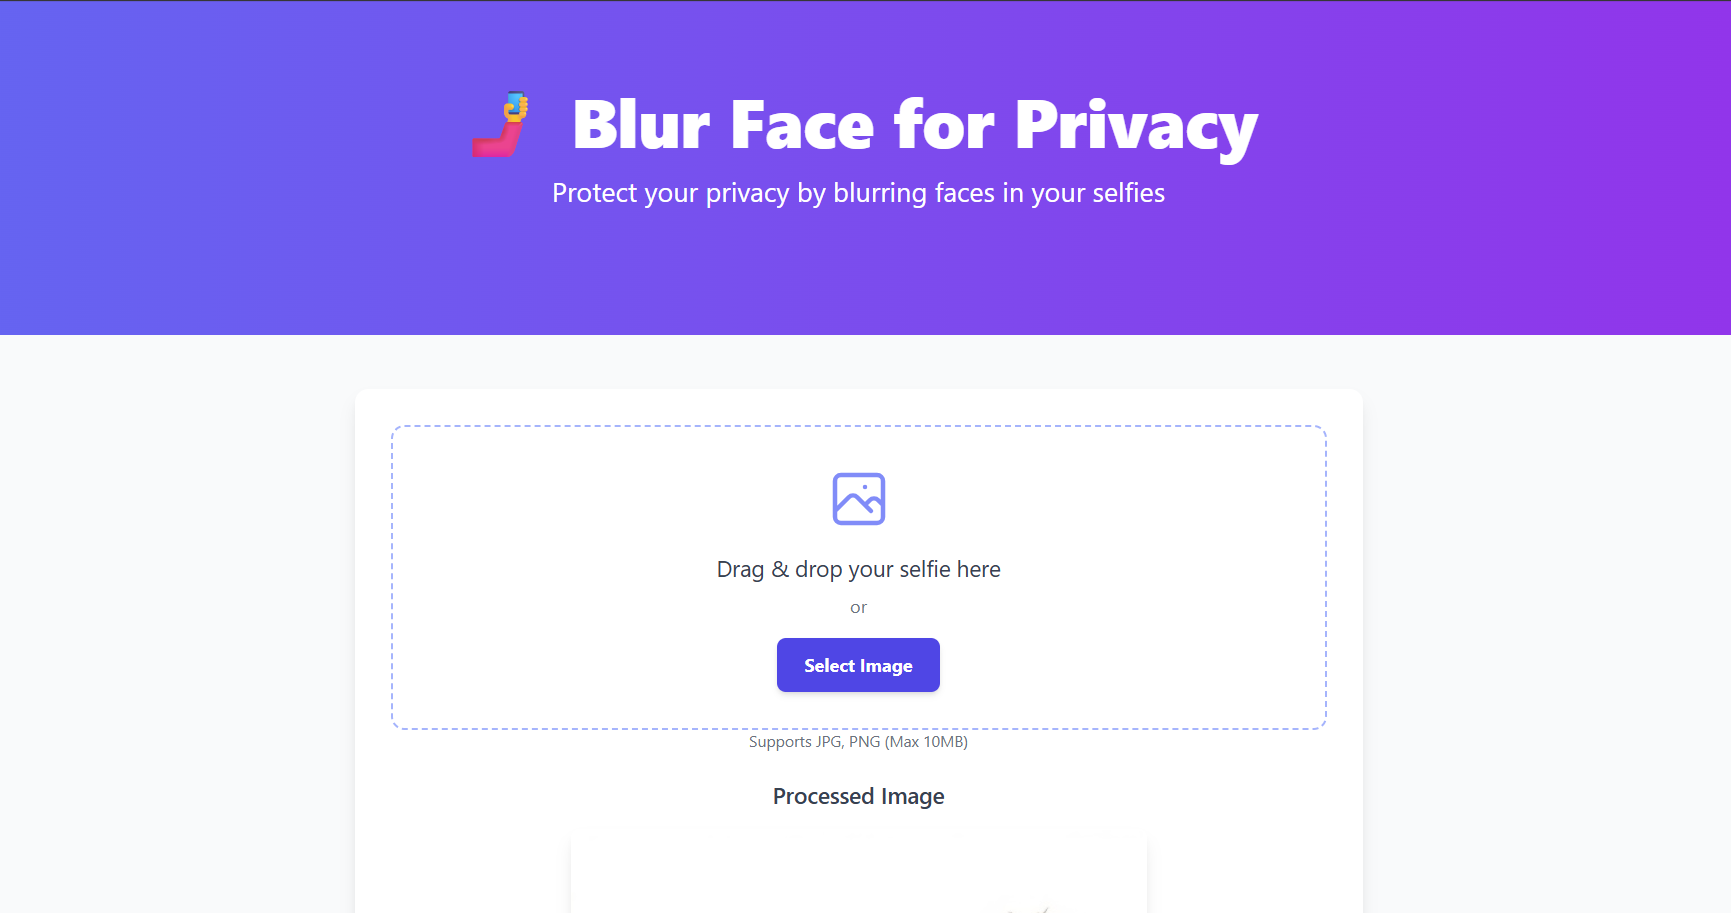 Blur Face for Privacy
Protect your privacy by blurring faces in your selfies
Drag & drop your selfie here
or
Select Image
Supports JPG, PNG (Max 10MB)
Processed Image